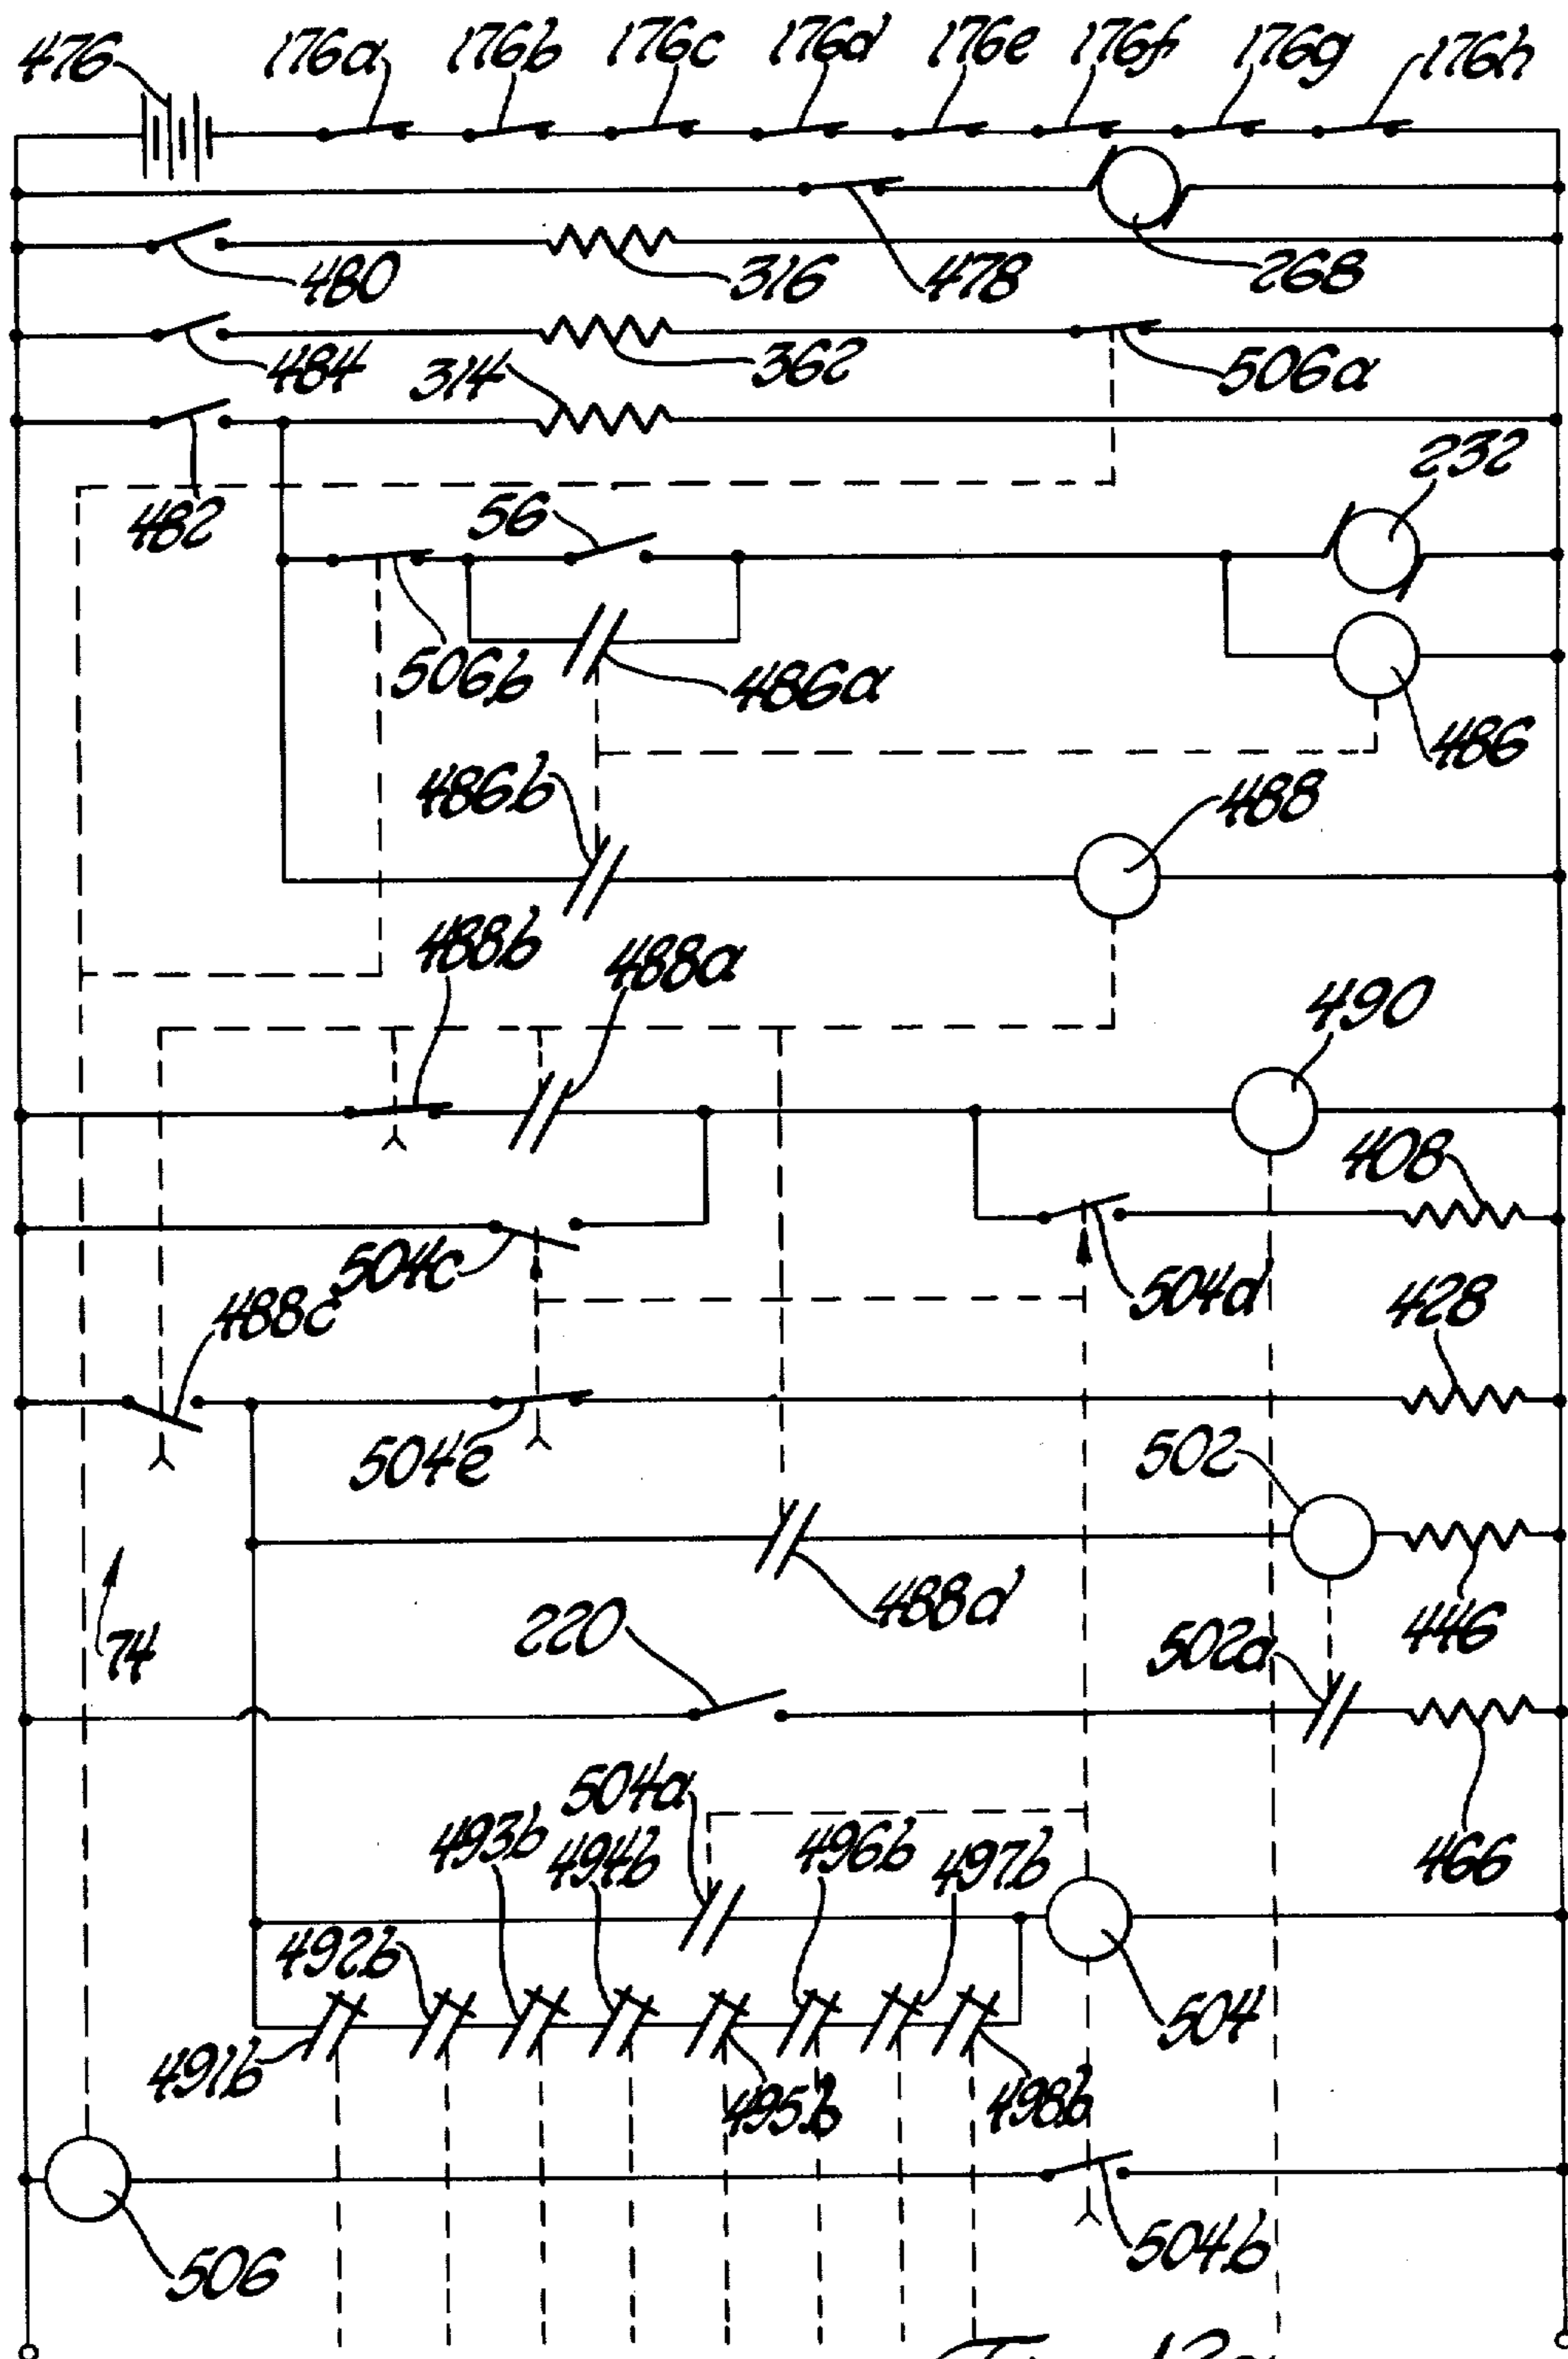 476 176a 176b 176c 176d 176e 176f 176g 176h
480 316 478 268
484 314 362 506a
482 56 232
506b 486a 486
486b 488
488b 488a 490
408
504c 504d
488c 428
504e 502
74 220 488d 502a 446
504a
493b 494b 496b 497b 466
492b
491b 495b 498b 504
506 504b